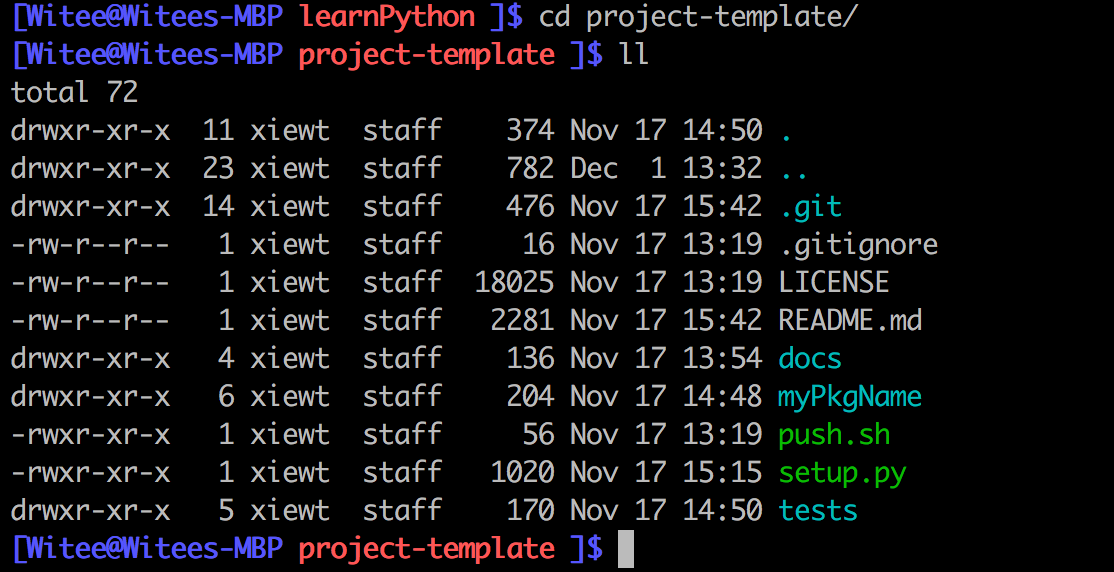 [Witee@Witees-MBP learnPython ]$ cd project-template/
[Witee@Witees-MBP project-template ]$ ll
total 72
drwxr-xr-x  11 xiewt  staff    374 Nov 17 14:50 .
drwxr-xr-x  23 xiewt  staff    782 Dec  1 13:32 ..
drwxr-xr-x  14 xiewt  staff    476 Nov 17 15:42 .git
-rw-r--r--   1 xiewt  staff     16 Nov 17 13:19 .gitignore
-rw-r--r--   1 xiewt  staff  18025 Nov 17 13:19 LICENSE
-rw-r--r--   1 xiewt  staff   2281 Nov 17 15:42 README.md
drwxr-xr-x   4 xiewt  staff    136 Nov 17 13:54 docs
drwxr-xr-x   6 xiewt  staff    204 Nov 17 14:48 myPkgName
-rwxr-xr-x   1 xiewt  staff     56 Nov 17 13:19 push.sh
-rwxr-xr-x   1 xiewt  staff   1020 Nov 17 15:15 setup.py
drwxr-xr-x   5 xiewt  staff    170 Nov 17 14:50 tests
[Witee@Witees-MBP project-template ]$